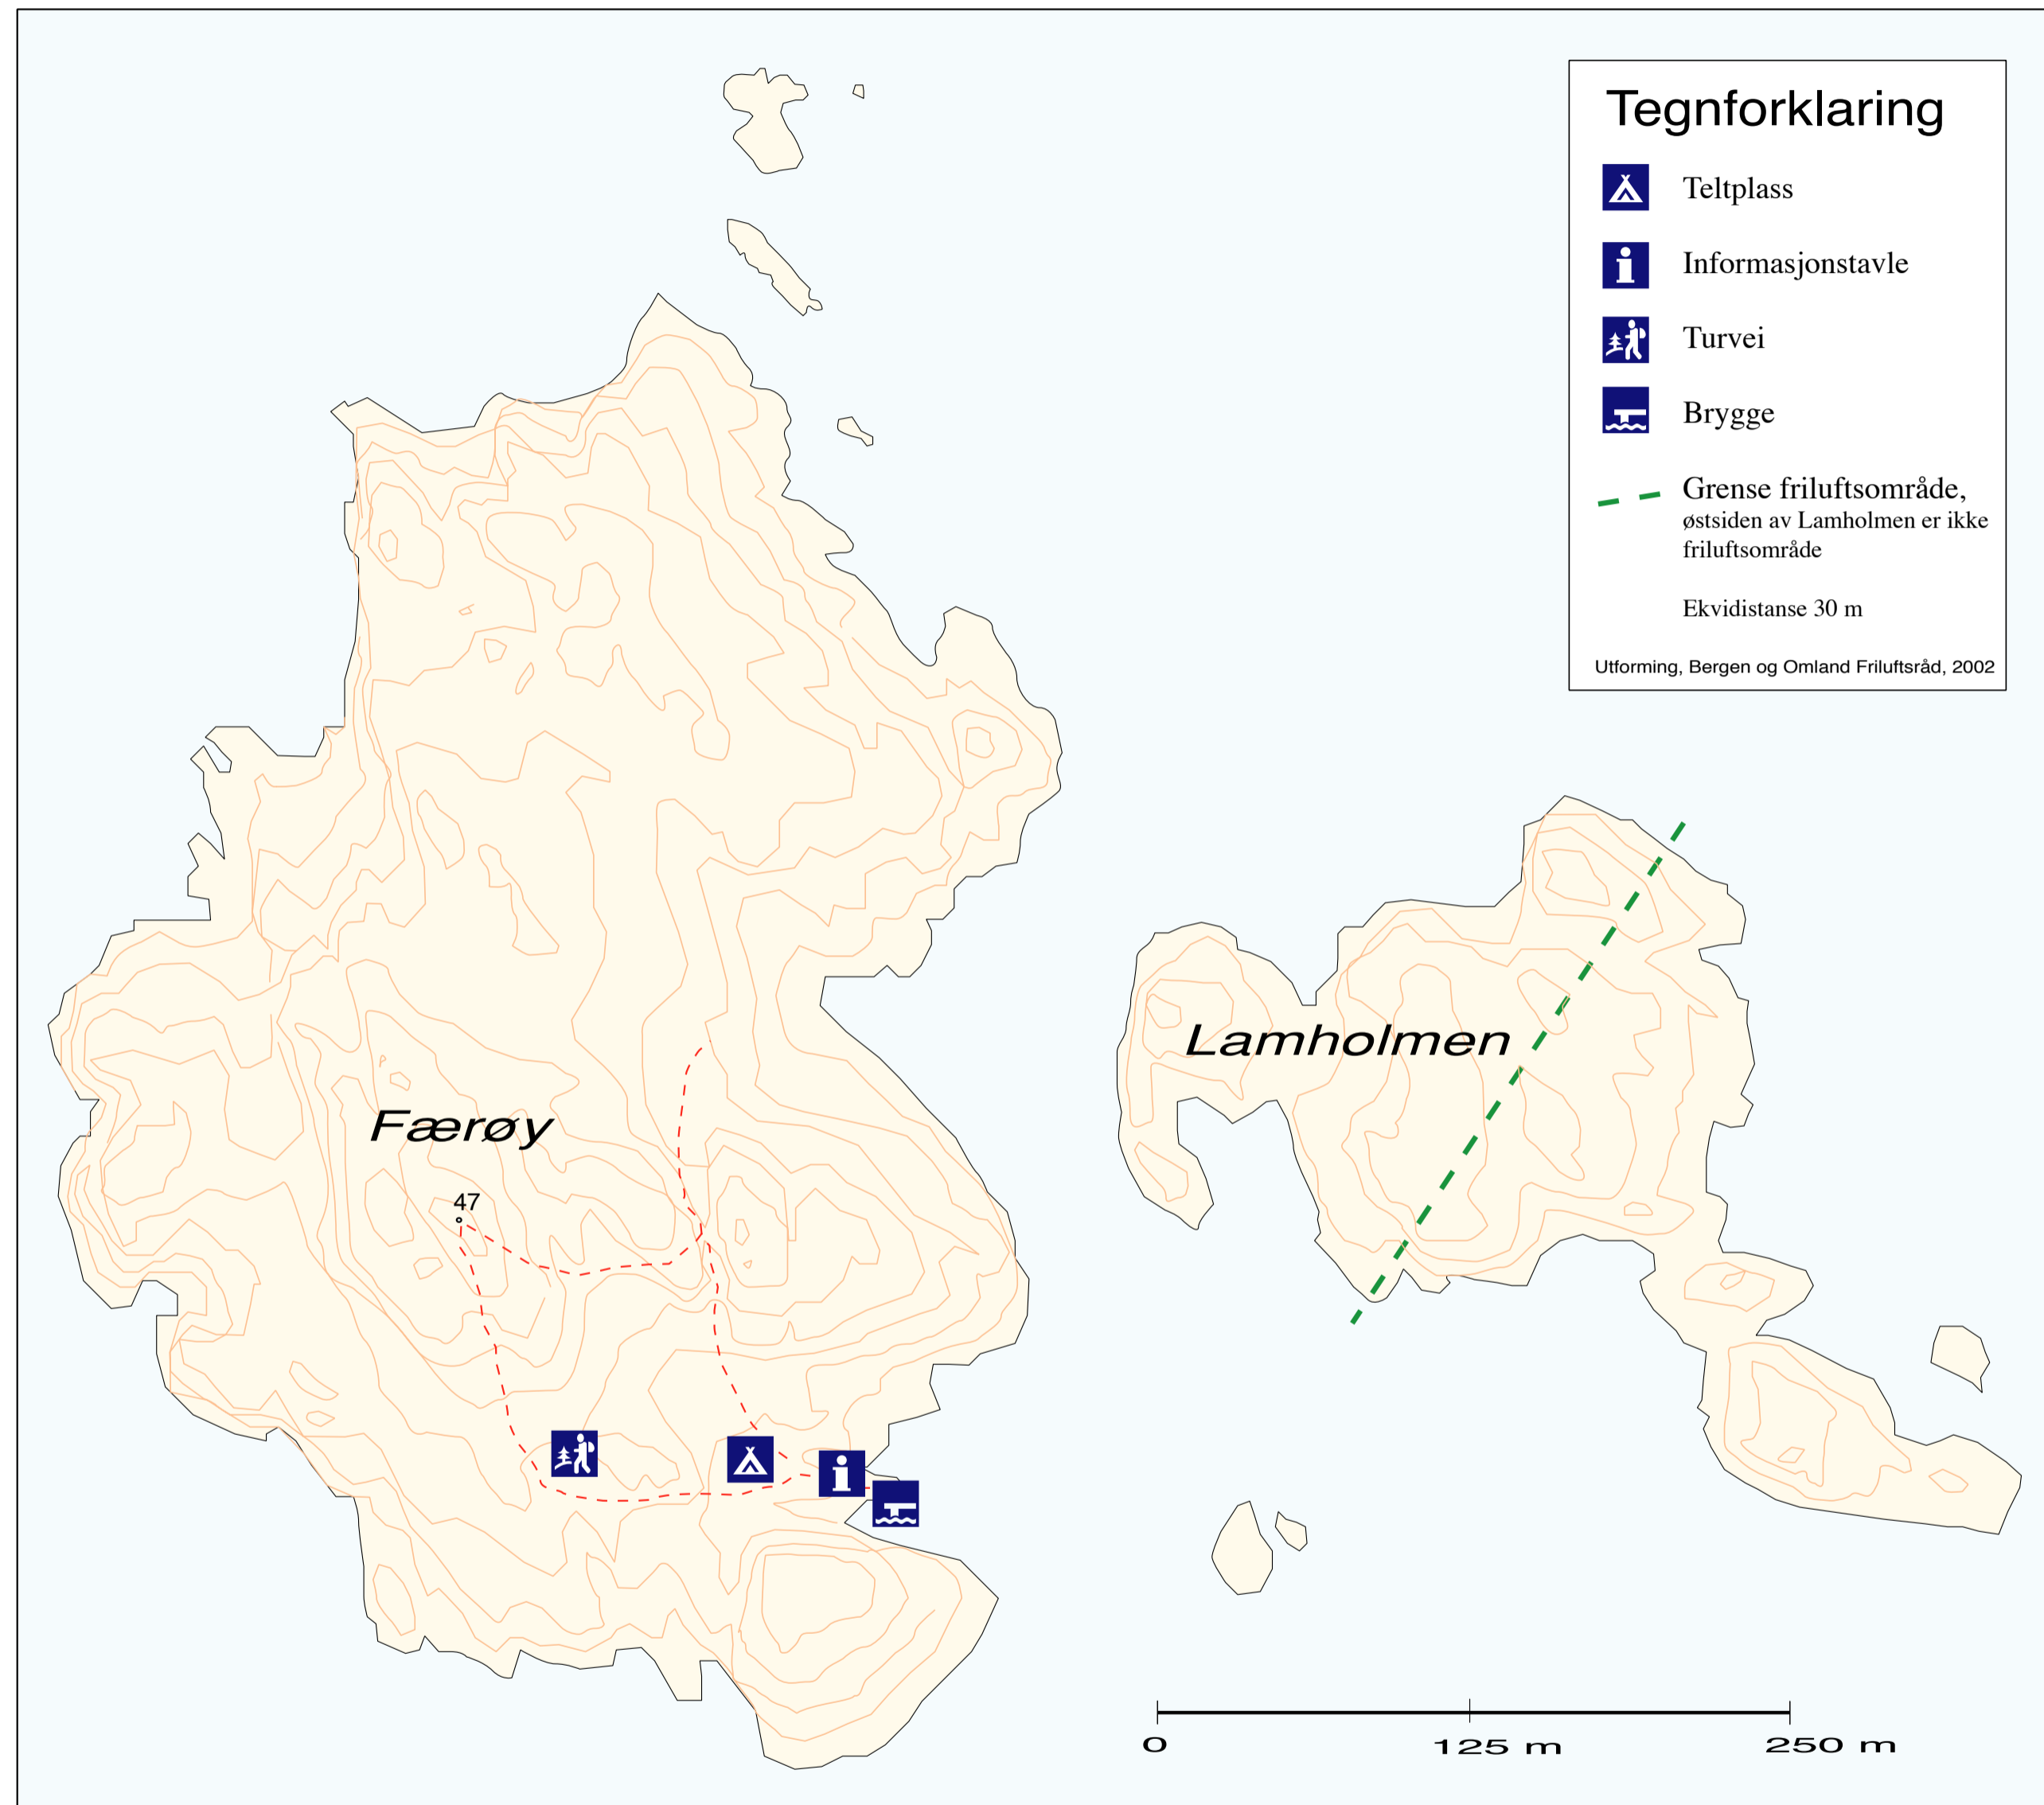 Tegnforklaring
Teltplass
Informasjonstavle
Turvei
Brygge
Grense friluftsområde,
østsiden av Lamholmen er ikke
friluftsområde
Ekvidistanse 30 m
Utforming, Bergen og Omland Friluftsråd, 2002
Lamholmen
Færøy
47
0
125 m
250 m